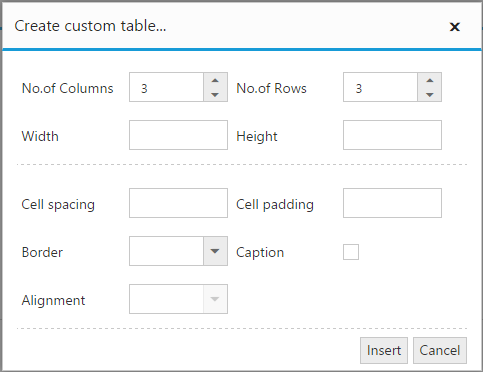 Create custom table...
No.of Columns 3 No.of Rows 3
Width Height
Cell spacing Cell padding
Border Caption
Alignment
Insert Cancel